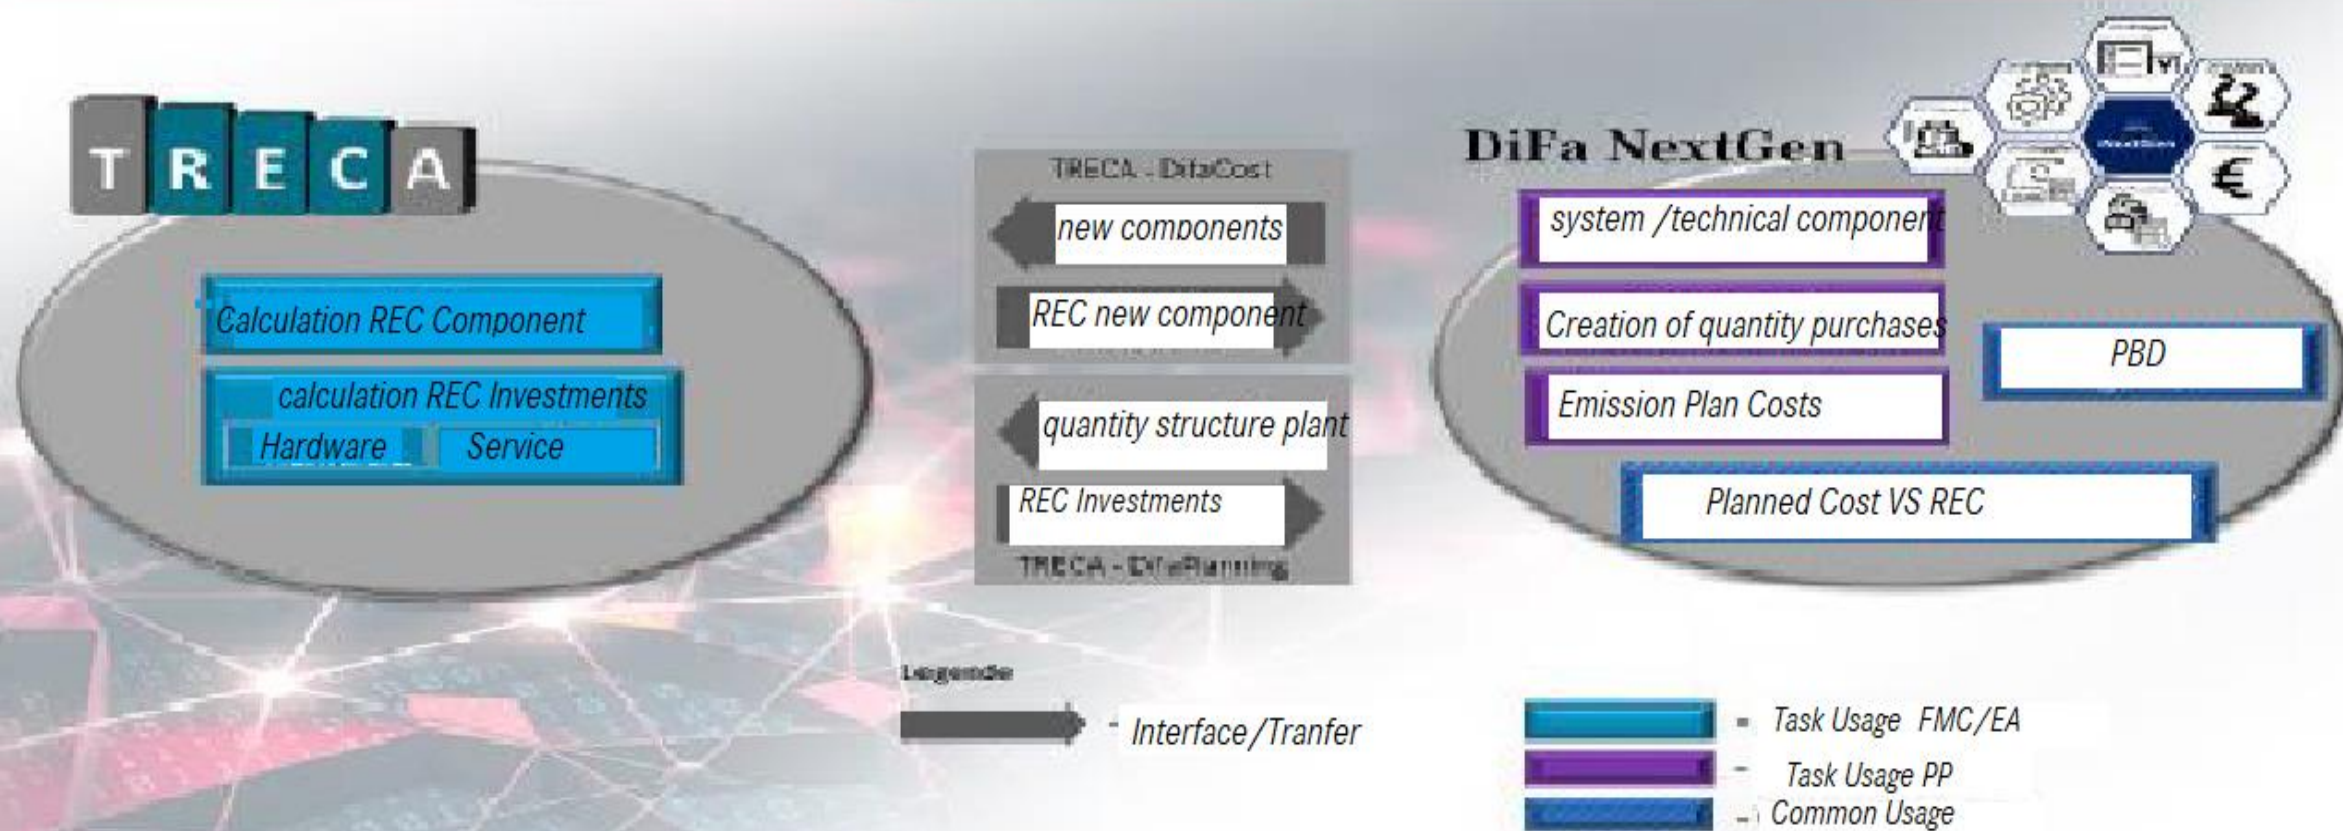 TRECA
Calculation REC Component
calculation REC Investments
Hardware
Service
TRECA - DifaCost
new components
REC new component
quantity structure plant
REC Investments
TRECA - DifaPlanning
DiFa NextGen
NextGen
€
system /technical component
Creation of quantity purchases
Emission Plan Costs
PBD
Planned Cost VS REC
Legende
- Interface/Tranfer
- Task Usage FMC/EA
- Task Usage PP
- Common Usage